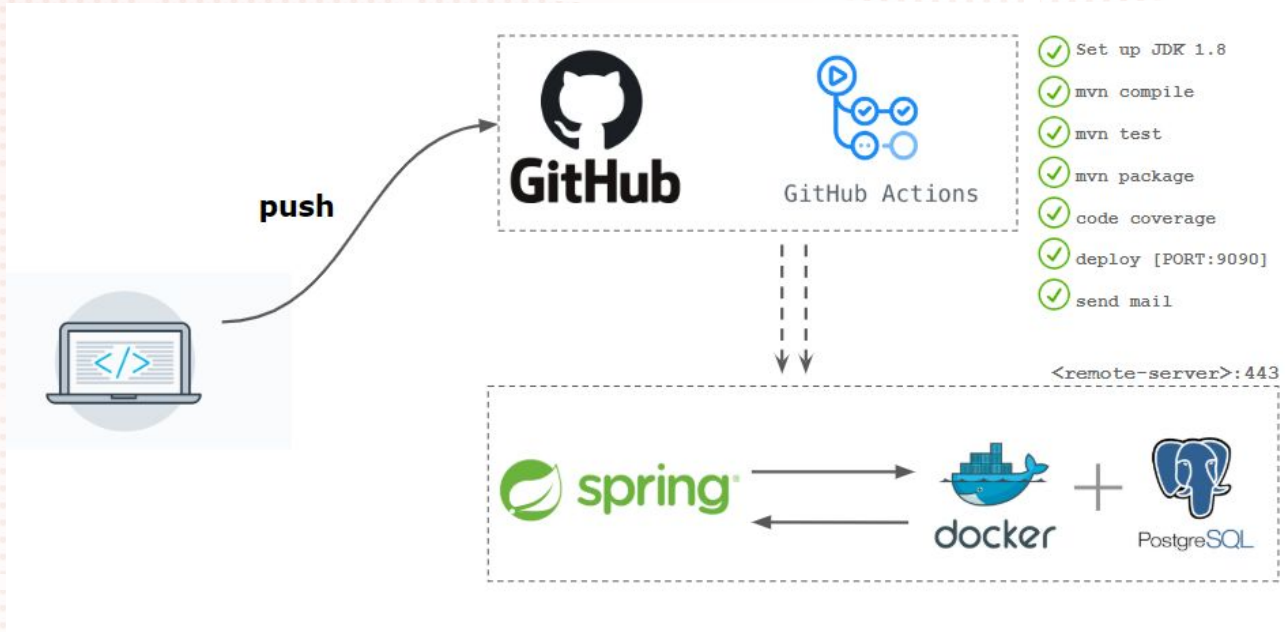 push
</>
GitHub
GitHub Actions
Set up JDK 1.8
mvn compile
mvn test
mvn package
code coverage
deploy [PORT:9090]
send mail
<remote-server>:443
spring
docker
PostgreSQL